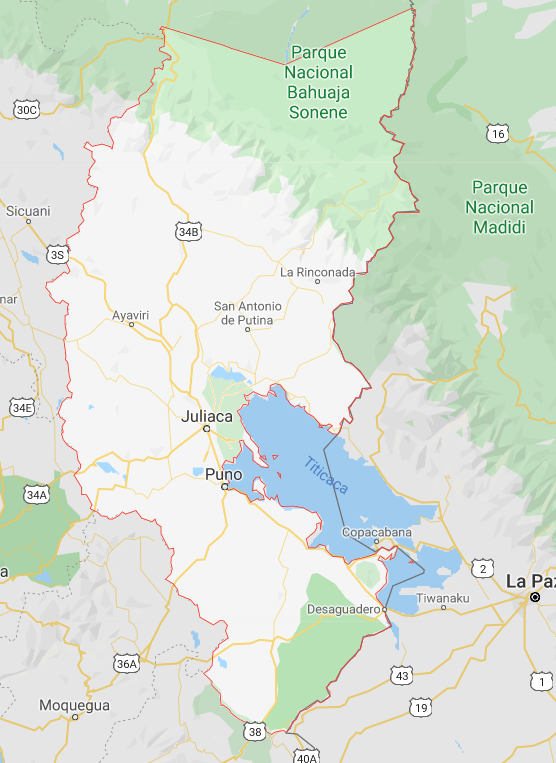 Parque
Nacional
Bahuaja
Sonene
30C
16
Parque
Nacional
Madidi
Sicuani
34B
3S
La Rinconada
nar
San Antonio
de Putina
Ayaviri
34E
Juliaca
Titicaca
Puno
34A
Copacabana
a
2
La Paz
Tiwanaku
Desaguadero
36A
43
1
Moquegua
19
38
40A